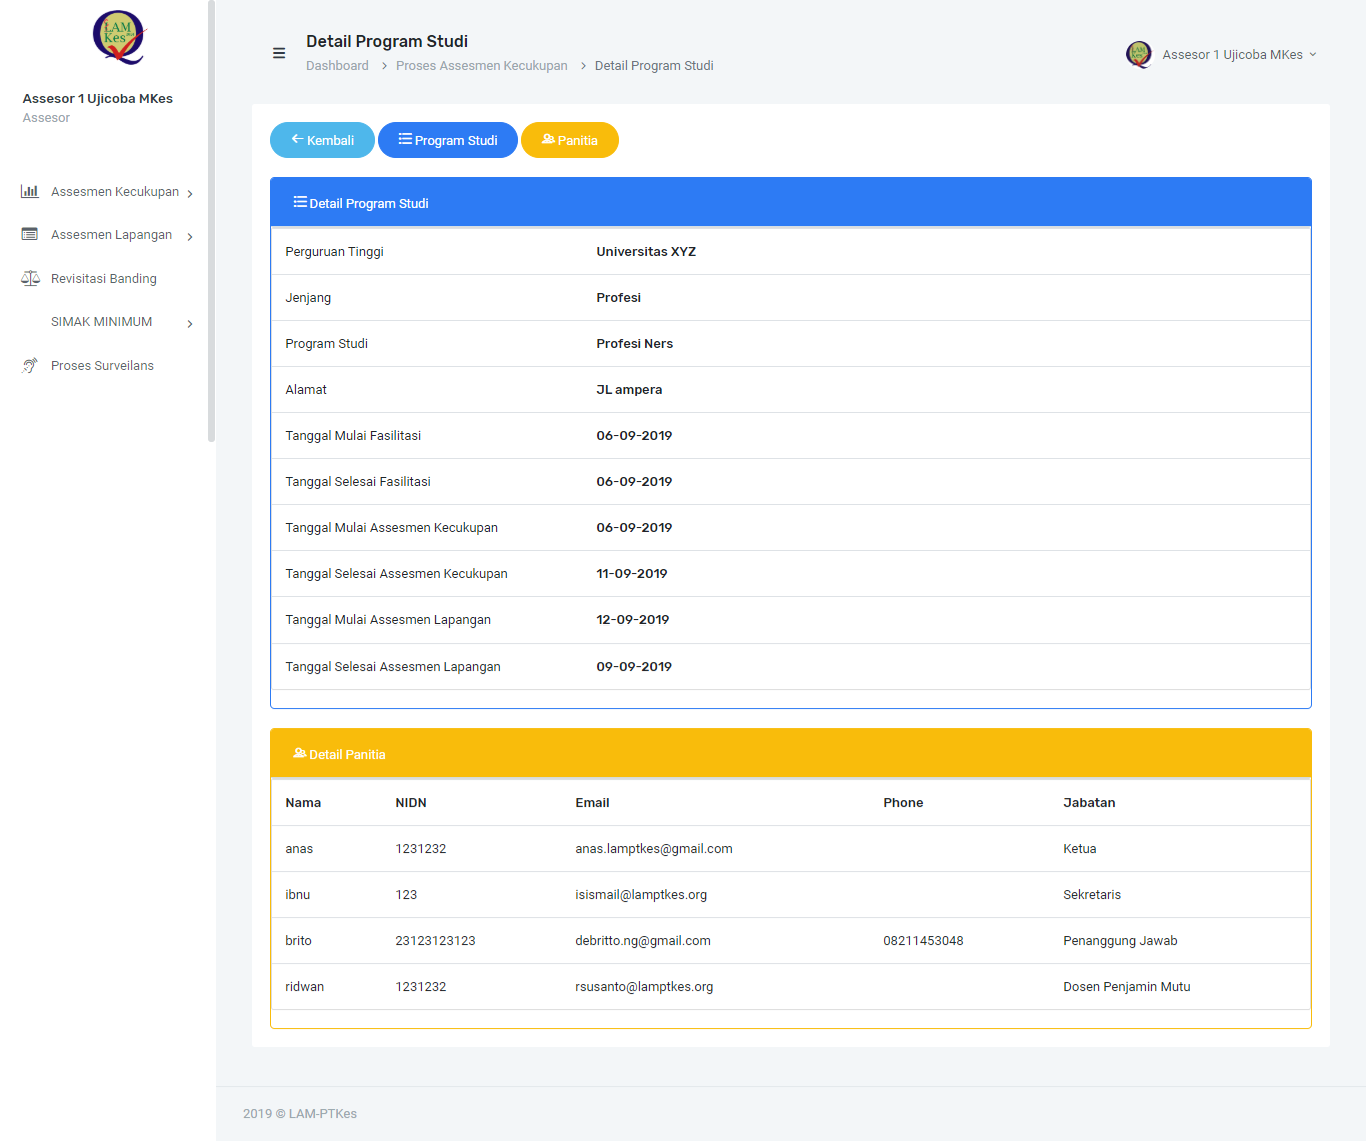 LAM
Kes
Assesor 1 Ujicoba MKes
Assesor
Assesmen Kecukupan
Assesmen Lapangan
Revisitasi Banding
SIMAK MINIMUM
Proses Surveilans
Detail Program Studi
Dashboard > Proses Assesmen Kecukupan > Detail Program Studi
Assesor 1 Ujicoba MKes
Kembali Program Studi Panitia
Detail Program Studi
Perguruan Tinggi Universitas XYZ
Jenjang Profesi
Program Studi Profesi Ners
Alamat JL ampera
Tanggal Mulai Fasilitasi 06-09-2019
Tanggal Selesai Fasilitasi 06-09-2019
Tanggal Mulai Assesmen Kecukupan 06-09-2019
Tanggal Selesai Assesmen Kecukupan 11-09-2019
Tanggal Mulai Assesmen Lapangan 12-09-2019
Tanggal Selesai Assesmen Lapangan 09-09-2019
Detail Panitia
Nama NIDN Email Phone Jabatan
anas 1231232 anas.lamptkes@gmail.com Ketua
ibnu 123 isismail@lamptkes.org Sekretaris
brito 23123123123 debritto.ng@gmail.com 08211453048 Penanggung Jawab
ridwan 1231232 rsusanto@lamptkes.org Dosen Penjamin Mutu
2019 © LAM-PTKes